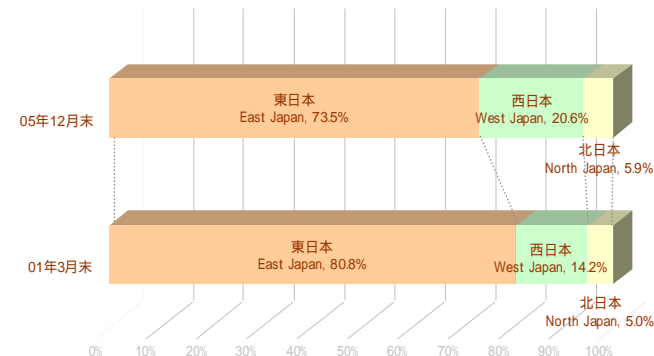 東日本
East Japan, 73.5%
西日本
West Japan, 20.6%
05年12月末
北日本
North Japan, 5.9%
東日本
East Japan, 80.8%
西日本
West Japan, 14.2%
01年3月末
北日本
North Japan, 5.0%
0% 10% 20% 30% 40% 50% 60% 70% 80% 90% 100%